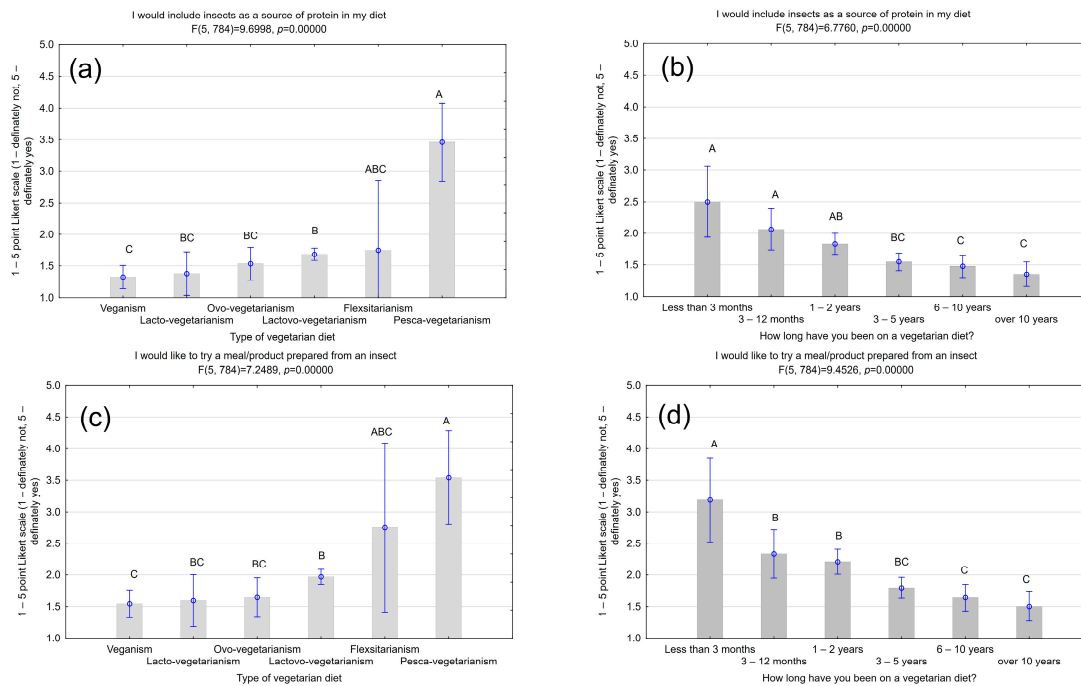 I would include insects as a source of protein in my diet
F(5, 784)=9.6998, p=0.00000
(a)
1 – 5 point Likert scale (1 – definately not, 5 –
definately yes)
5.0
4.5
4.0
3.5
3.0
2.5
2.0
1.5
1.0
C
BC
BC
B
ABC
A
Veganism
Ovo-vegetarianism
Flexsitarianism
Lacto-vegetarianism
Lactovo-vegetarianism
Pesca-vegetarianism
Type of vegetarian diet
I would include insects as a source of protein in my diet
F(5, 784)=6.7760, p=0.00000
(b)
1 – 5 point Likert scale (1 – definately not, 5 –
definately yes)
5.0
4.5
4.0
3.5
3.0
2.5
2.0
1.5
1.0
A
A
AB
BC
C
C
Less than 3 months
1 – 2 years
6 – 10 years
3 – 12 months
3 – 5 years
over 10 years
How long have you been on a vegetarian diet?
I would like to try a meal/product prepared from an insect
F(5, 784)=7.2489, p=0.00000
(c)
1 – 5 point Likert scale (1 – definately not, 5 –
definately yes)
5.0
4.5
4.0
3.5
3.0
2.5
2.0
1.5
1.0
C
BC
BC
B
ABC
A
Veganism
Ovo-vegetarianism
Flexsitarianism
Lacto-vegetarianism
Lactovo-vegetarianism
Pesca-vegetarianism
Type of vegetarian diet
I would like to try a meal/product prepared from an insect
F(5, 784)=9.4526, p=0.00000
(d)
1 – 5 point Likert scale (1 – definately not, 5 –
definately yes)
5.0
4.5
4.0
3.5
3.0
2.5
2.0
1.5
1.0
A
B
B
BC
C
C
Less than 3 months
1 – 2 years
6 – 10 years
3 – 12 months
3 – 5 years
over 10 years
How long have you been on a vegetarian diet?